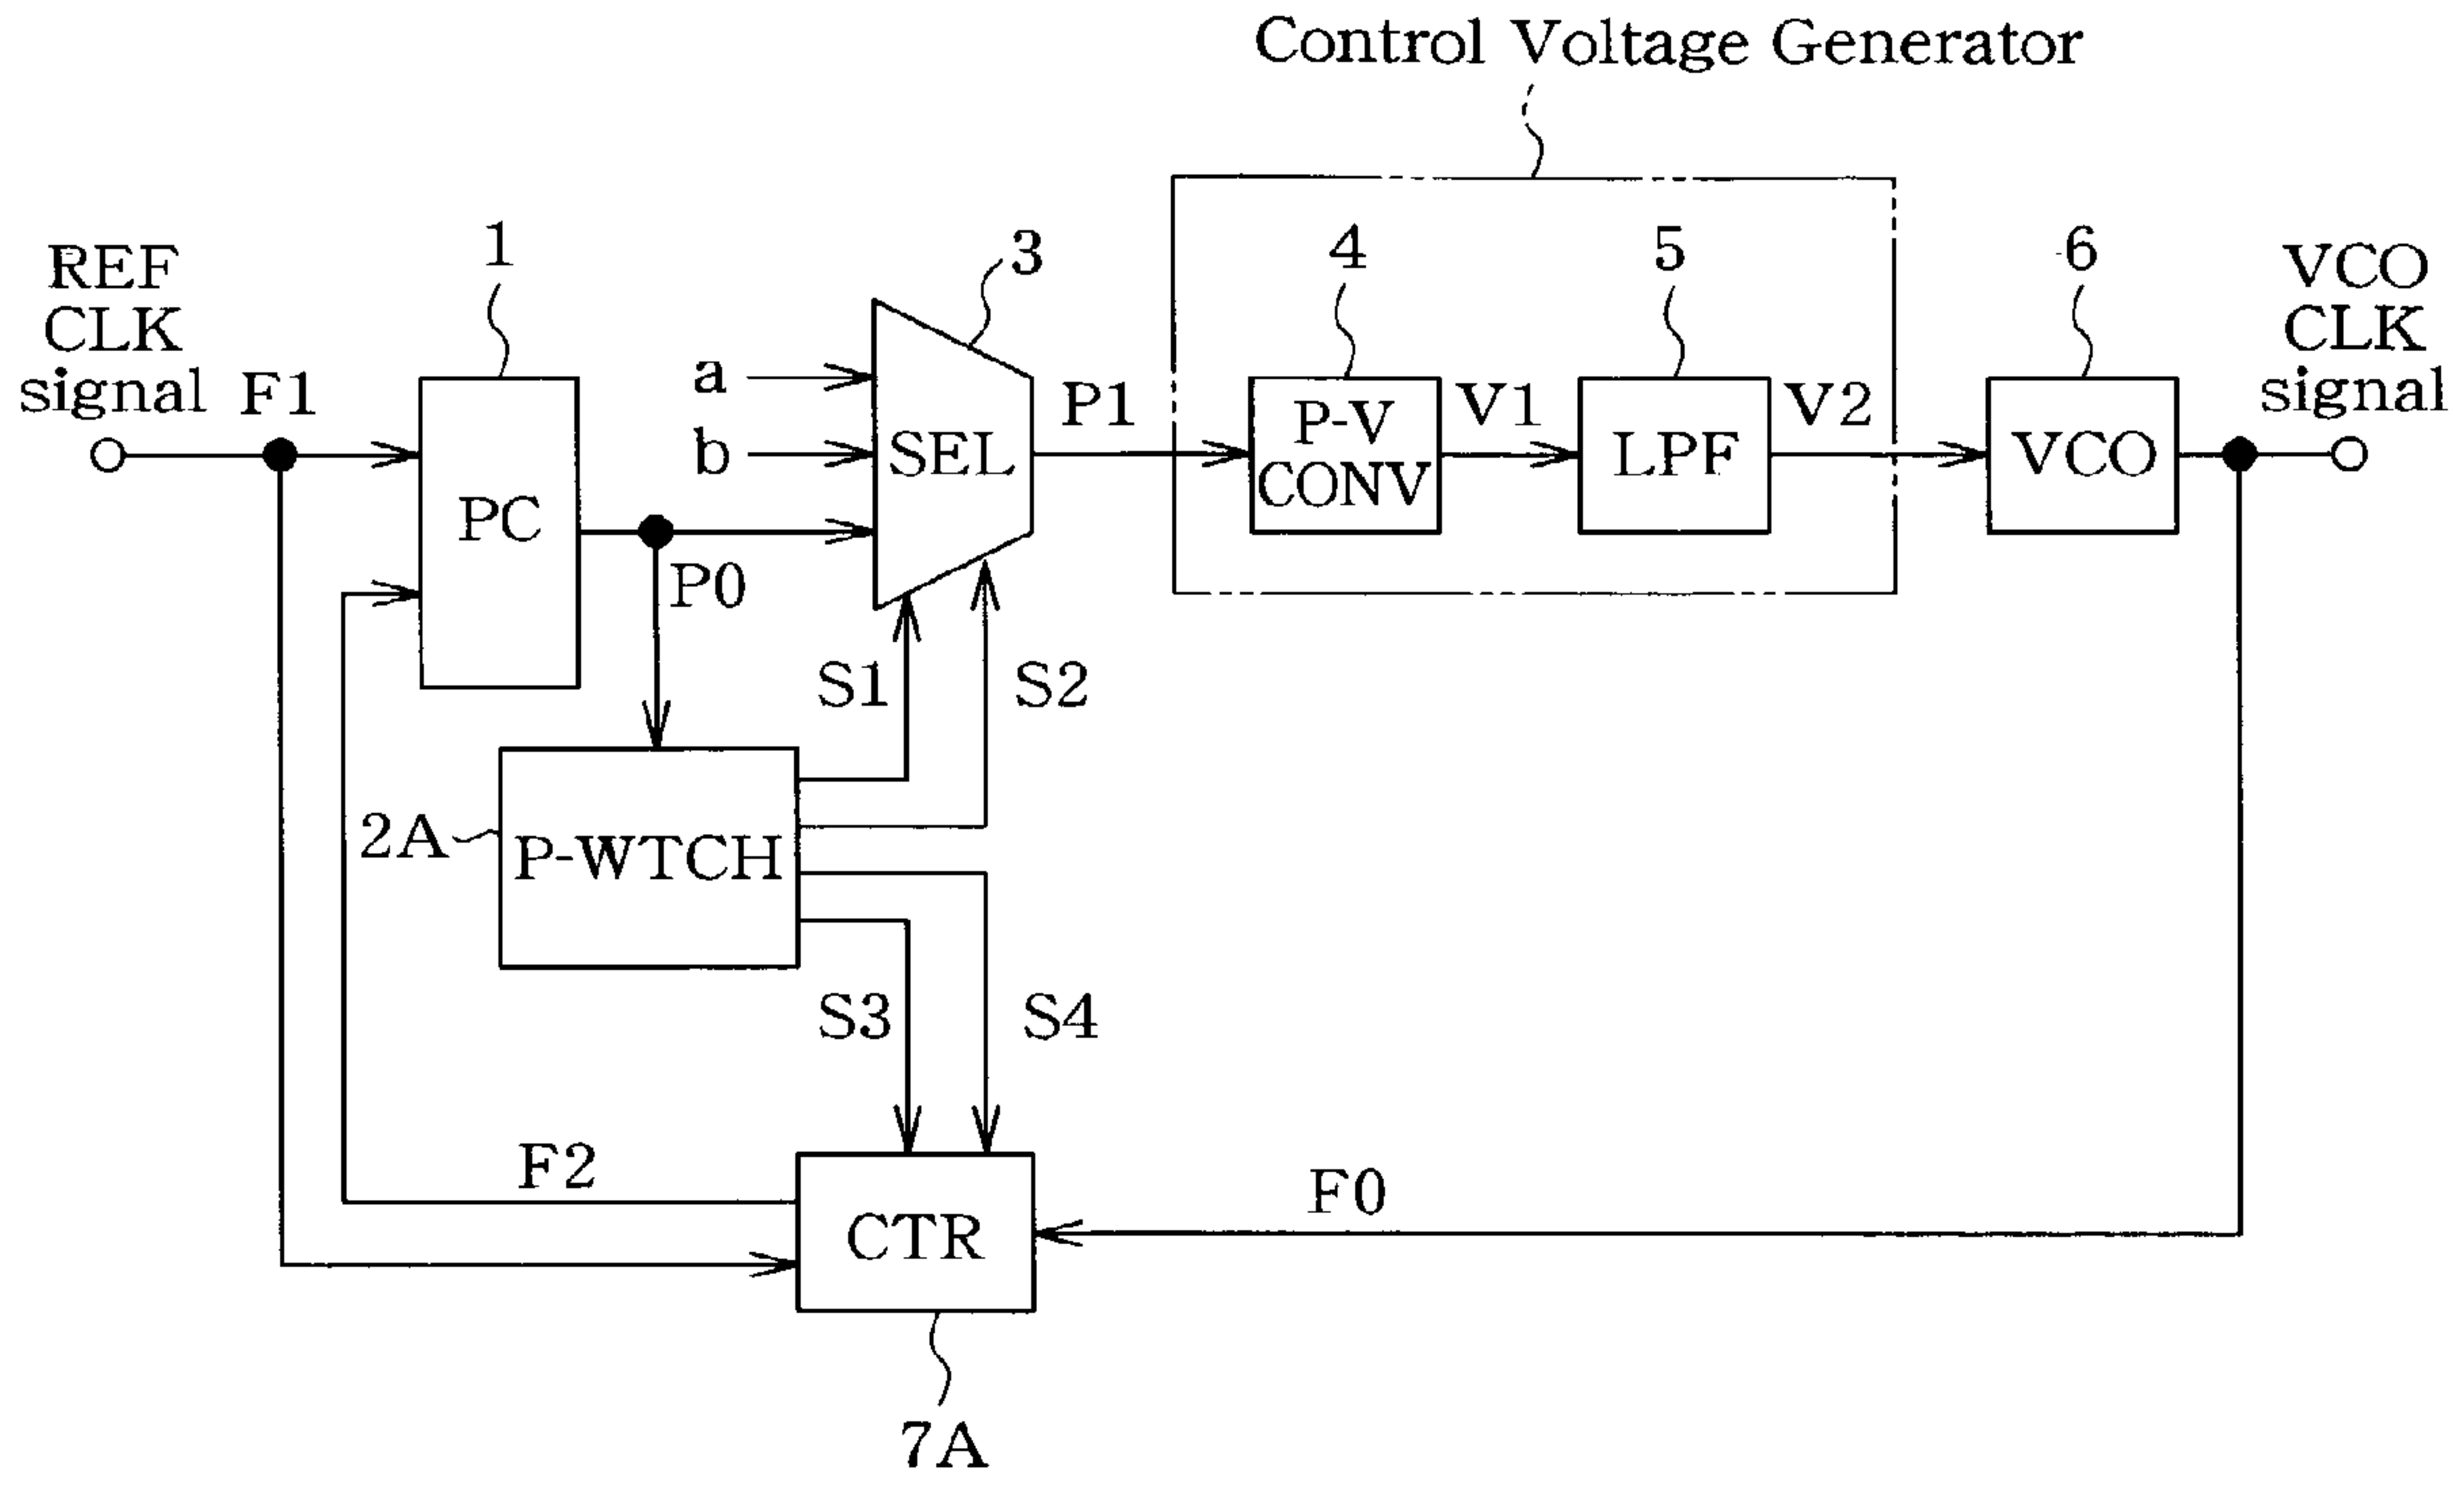 Control Voltage Generator
REF
CLK
signal
F1
1
PC
a
b
3
SEL
P1
4
P-V
CONV
V1
5
LPF
V2
6
VCO
VCO
CLK
signal
P0
S1
S2
2A
P-WTCH
S3
S4
F2
CTR
F0
7A